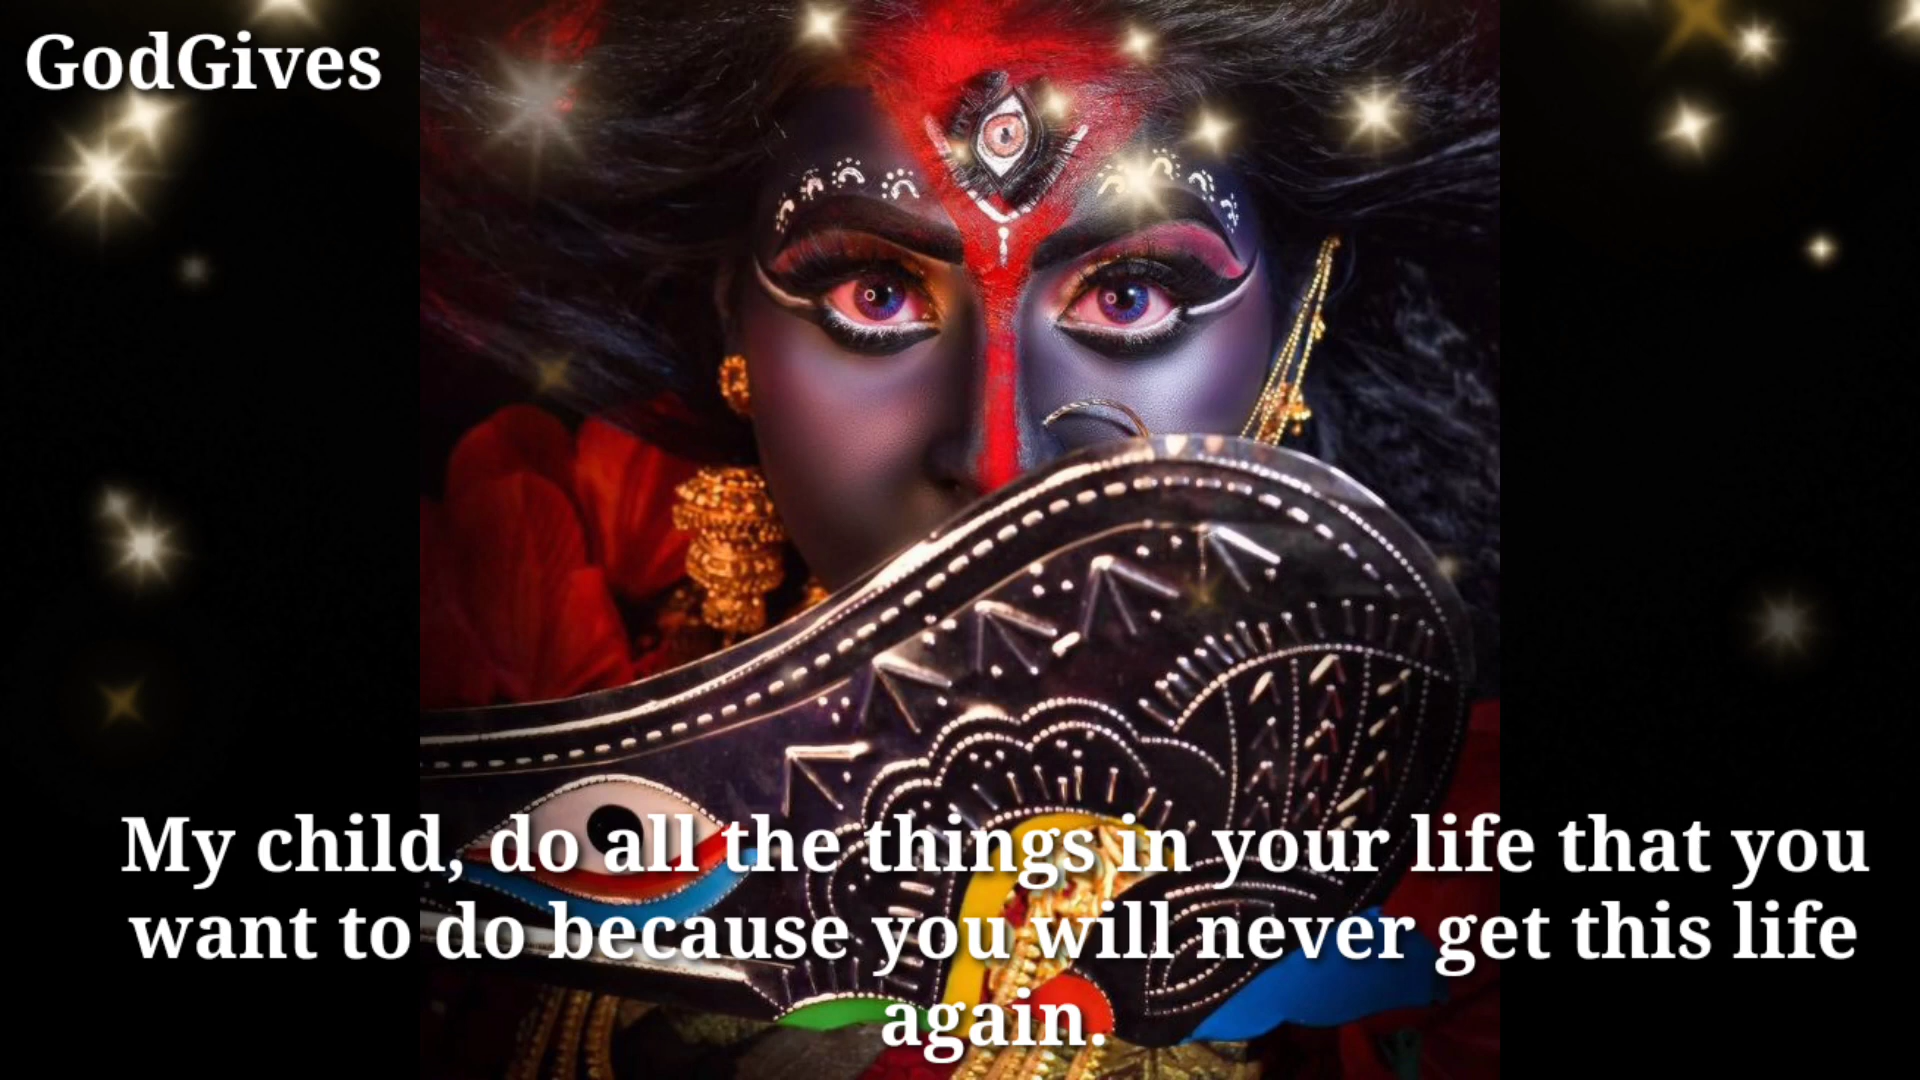 GodGives
My child, do all the things in your life that you
want to do because you will never get this life
again.